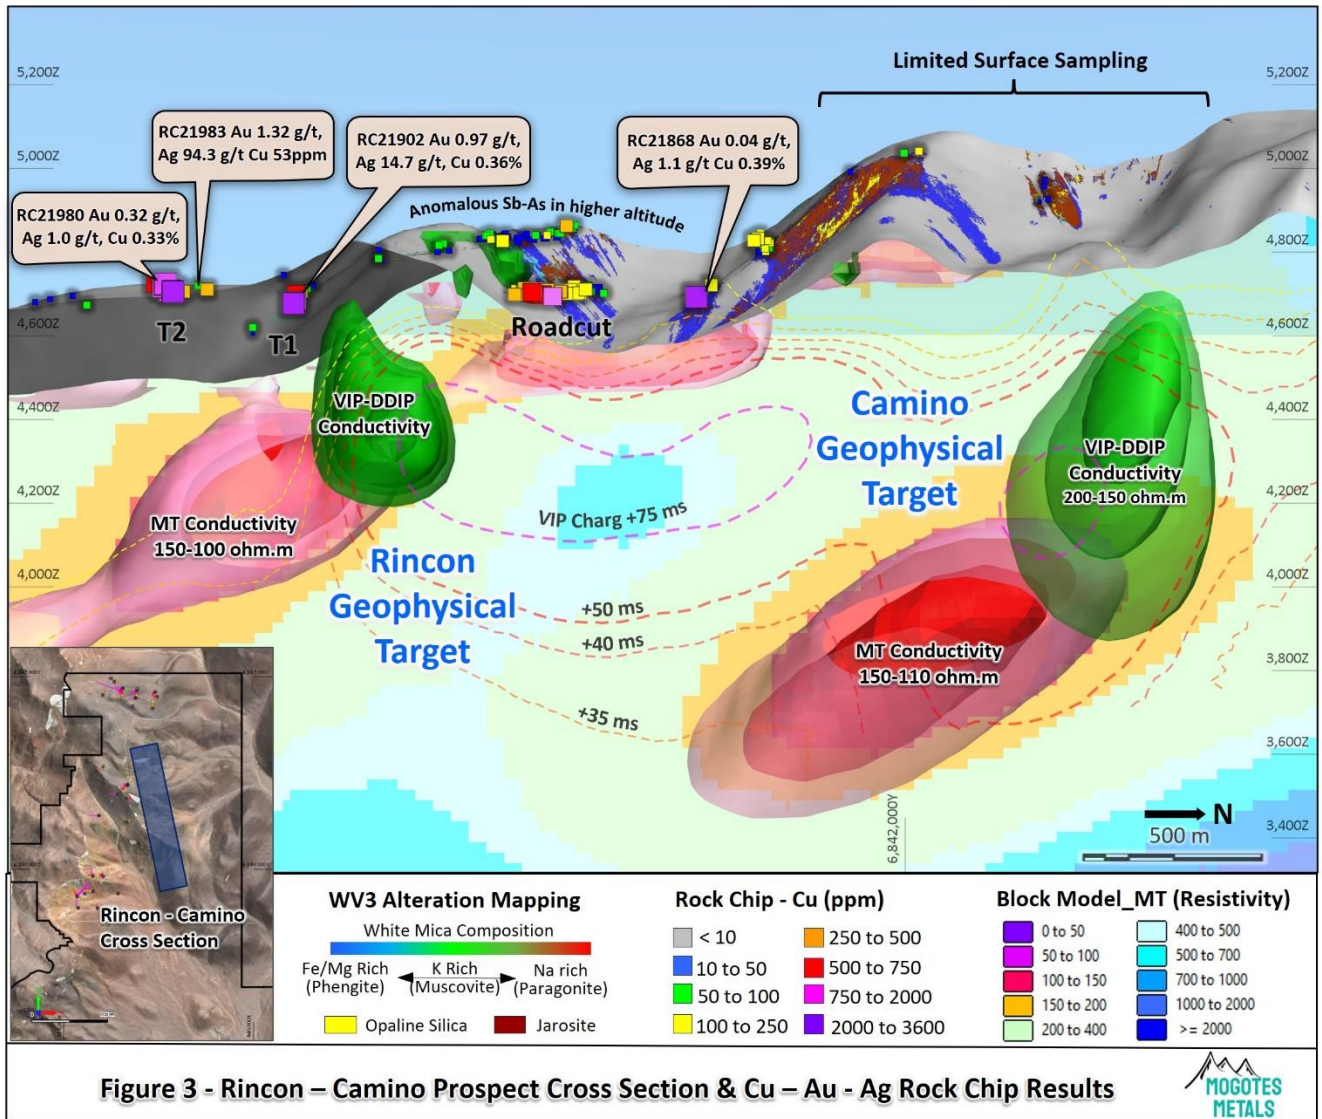 5,200Z
5,200Z
Limited Surface Sampling
RC21983 Au 1.32 g/t,
Ag 94.3 g/t Cu 53ppm
RC21902 Au 0.97 g/t,
Ag 14.7 g/t, Cu 0.36%
RC21868 Au 0.04 g/t,
Ag 1.1 g/t Cu 0.39%
5,000Z
5,000Z
RC21980 Au 0.32 g/t,
Ag 1.0 g/t, Cu 0.33%
Anomalous Sb-As in higher altitude
4,800Z
T2
T1
Roadcut
4,600Z
4,600Z
4,400Z
4,400Z
VIP-DDIP
Conductivity
Camino
Geophysical
Target
VIP-DDIP
Conductivity
200-150 ohm.m
4,200Z
4,200Z
MT Conductivity
150-100 ohm.m
VIP Charg +75 ms
Rincon
Geophysical
Target
4,000Z
4,000Z
+50 ms
+40 ms
MT Conductivity
150-110 ohm.m
3,800Z
+35 ms
3,600Z
6,842,000Y
N
500 m
3,400Z
Rincon - Camino
Cross Section
WV3 Alteration Mapping
White Mica Composition
Fe/Mg Rich
(Phengite)
K Rich
(Muscovite)
Na rich
(Paragonite)
Opaline Silica
Jarosite
Rock Chip - Cu (ppm)
< 10
10 to 50
50 to 100
100 to 250
250 to 500
500 to 750
750 to 2000
2000 to 3600
Block Model_MT (Resistivity)
0 to 50
50 to 100
100 to 150
150 to 200
200 to 400
400 to 500
500 to 700
700 to 1000
1000 to 2000
>= 2000
Figure 3 - Rincon – Camino Prospect Cross Section & Cu – Au - Ag Rock Chip Results
MOGOTES
METALS